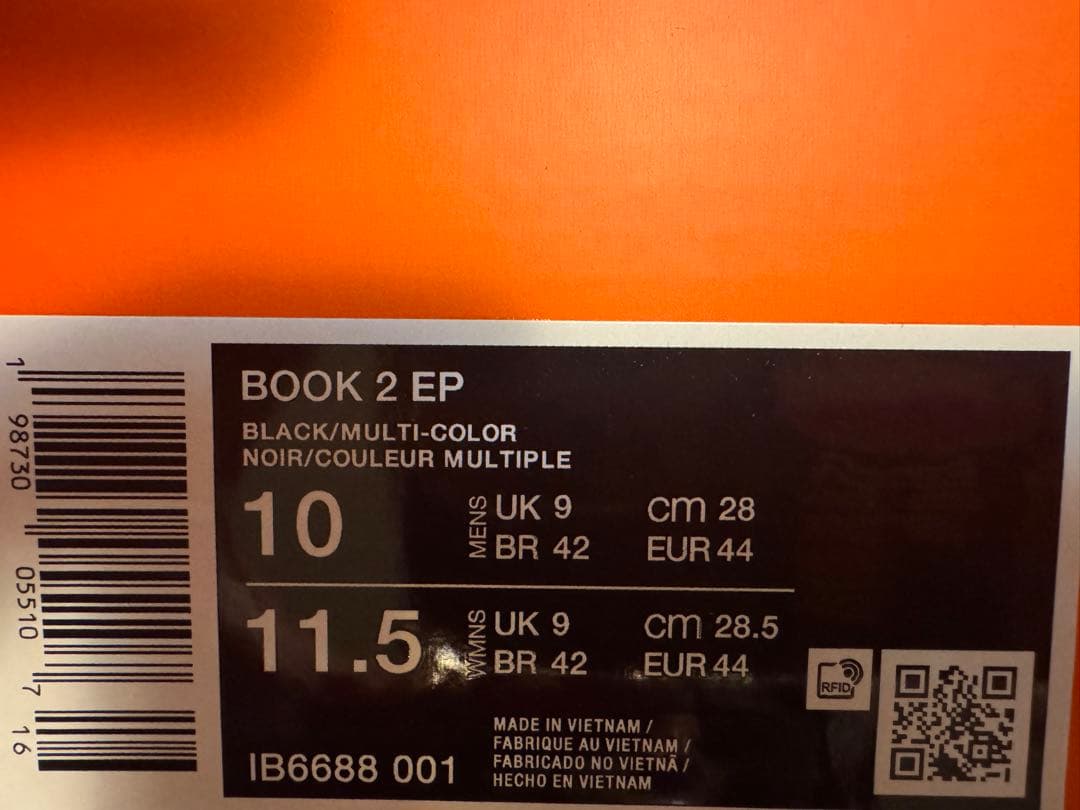 BOOK 2 EP
BLACK/MULTI-COLOR
NOIR/COULEUR MULTIPLE
10 MENS UK 9 cm 28
BR 42 EUR 44
11.5 WMNS UK 9 cm 28.5
BR 42 EUR 44
RFID
MADE IN VIETNAM /
FABRIQUE AU VIETNAM /
FABRICADO NO VIETNÃ /
HECHO EN VIETNAM
IB6688 001
1 98730 05510 7 16